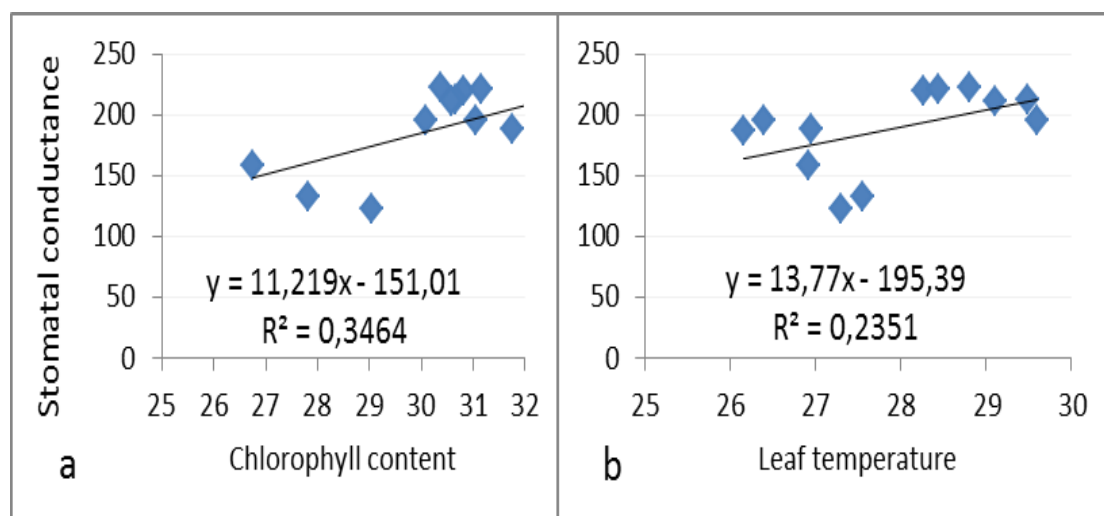 Stomatal conductance
250
200
150
100
50
0
y = 11,219x - 151,01
R² = 0,3464
25 26 27 28 29 30 31 32
a
Chlorophyll content
250
200
150
100
50
0
y = 13,77x - 195,39
R² = 0,2351
25 26 27 28 29 30
b
Leaf temperature